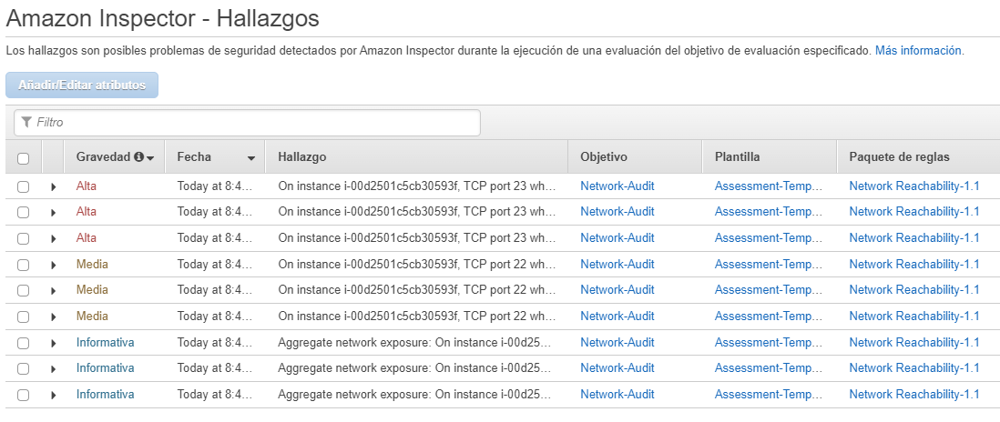 Amazon Inspector - Hallazgos
Los hallazgos son posibles problemas de seguridad detectados por Amazon Inspector durante la ejecución de una evaluación del objetivo de evaluación especificado. Más información.
Añadir/Editar atributos
Filtro
Gravedad Fecha Hallazgo Objetivo Plantilla Paquete de reglas
Alta Today at 8:4... On instance i-00d2501c5cb30593f, TCP port 23 wh... Network-Audit Assessment-Temp... Network Reachability-1.1
Alta Today at 8:4... On instance i-00d2501c5cb30593f, TCP port 23 wh... Network-Audit Assessment-Temp... Network Reachability-1.1
Alta Today at 8:4... On instance i-00d2501c5cb30593f, TCP port 23 wh... Network-Audit Assessment-Temp... Network Reachability-1.1
Media Today at 8:4... On instance i-00d2501c5cb30593f, TCP port 22 wh... Network-Audit Assessment-Temp... Network Reachability-1.1
Media Today at 8:4... On instance i-00d2501c5cb30593f, TCP port 22 wh... Network-Audit Assessment-Temp... Network Reachability-1.1
Media Today at 8:4... On instance i-00d2501c5cb30593f, TCP port 22 wh... Network-Audit Assessment-Temp... Network Reachability-1.1
Informativa Today at 8:4... Aggregate network exposure: On instance i-00d25... Network-Audit Assessment-Temp... Network Reachability-1.1
Informativa Today at 8:4... Aggregate network exposure: On instance i-00d25... Network-Audit Assessment-Temp... Network Reachability-1.1
Informativa Today at 8:4... Aggregate network exposure: On instance i-00d25... Network-Audit Assessment-Temp... Network Reachability-1.1